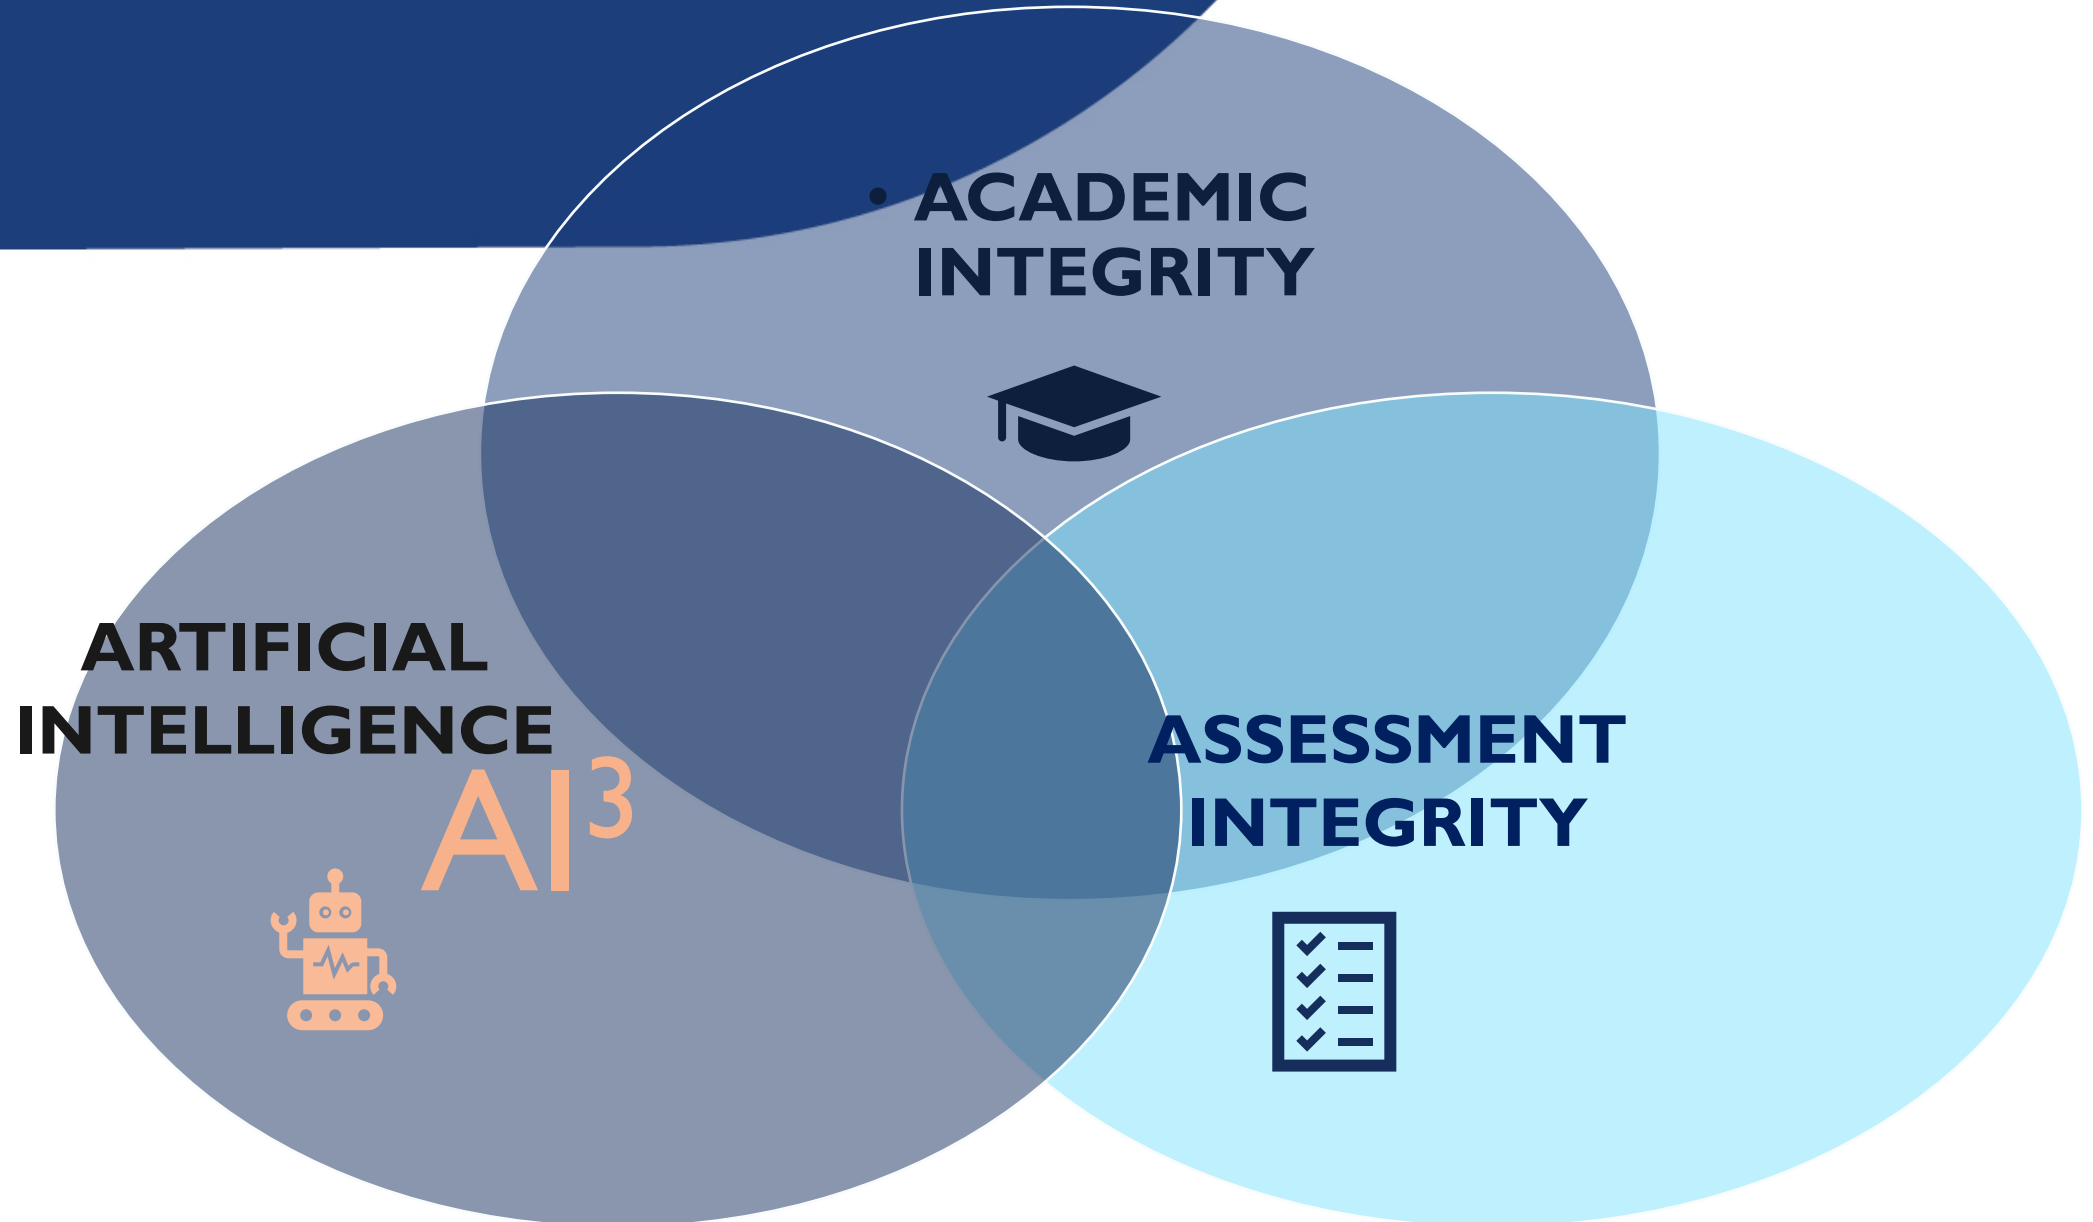 • ACADEMIC
INTEGRITY
ARTIFICIAL
INTELLIGENCE
AI³
ASSESSMENT
INTEGRITY